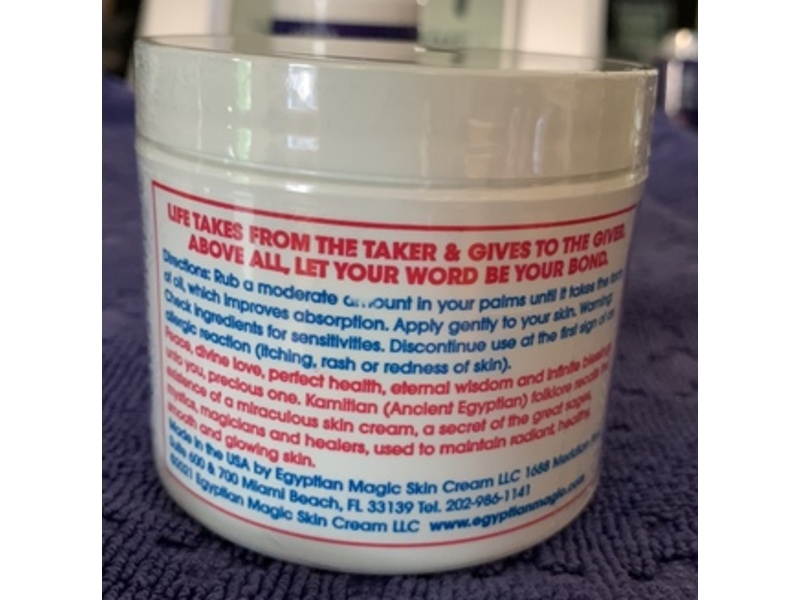 LIFE TAKES FROM THE TAKER & GIVES TO THE GIVER.
ABOVE ALL, LET YOUR WORD BE YOUR BOND.
Directions: Rub a moderate amount in your palms until it takes the form
of oil, which improves absorption. Apply gently to your skin. Warning:
Check ingredients for sensitivities. Discontinue use at the first sign of an
allergic reaction (itching, rash or redness of skin).
Peace, divine love, perfect health, eternal wisdom and infinite blessings
unto you, precious one. Kamitian (Ancient Egyptian) folklore recalls the
existence of a miraculous skin cream, a secret of the great sages,
mystics, magicians and healers, used to maintain radiant, healthy,
smooth and glowing skin.
Made in the USA by Egyptian Magic Skin Cream LLC 1688 Meridian
Suite 600 & 700 Miami Beach, FL 33139 Tel. 202-986-1141
©2021 Egyptian Magic Skin Cream LLC www.egyptianmagic.com